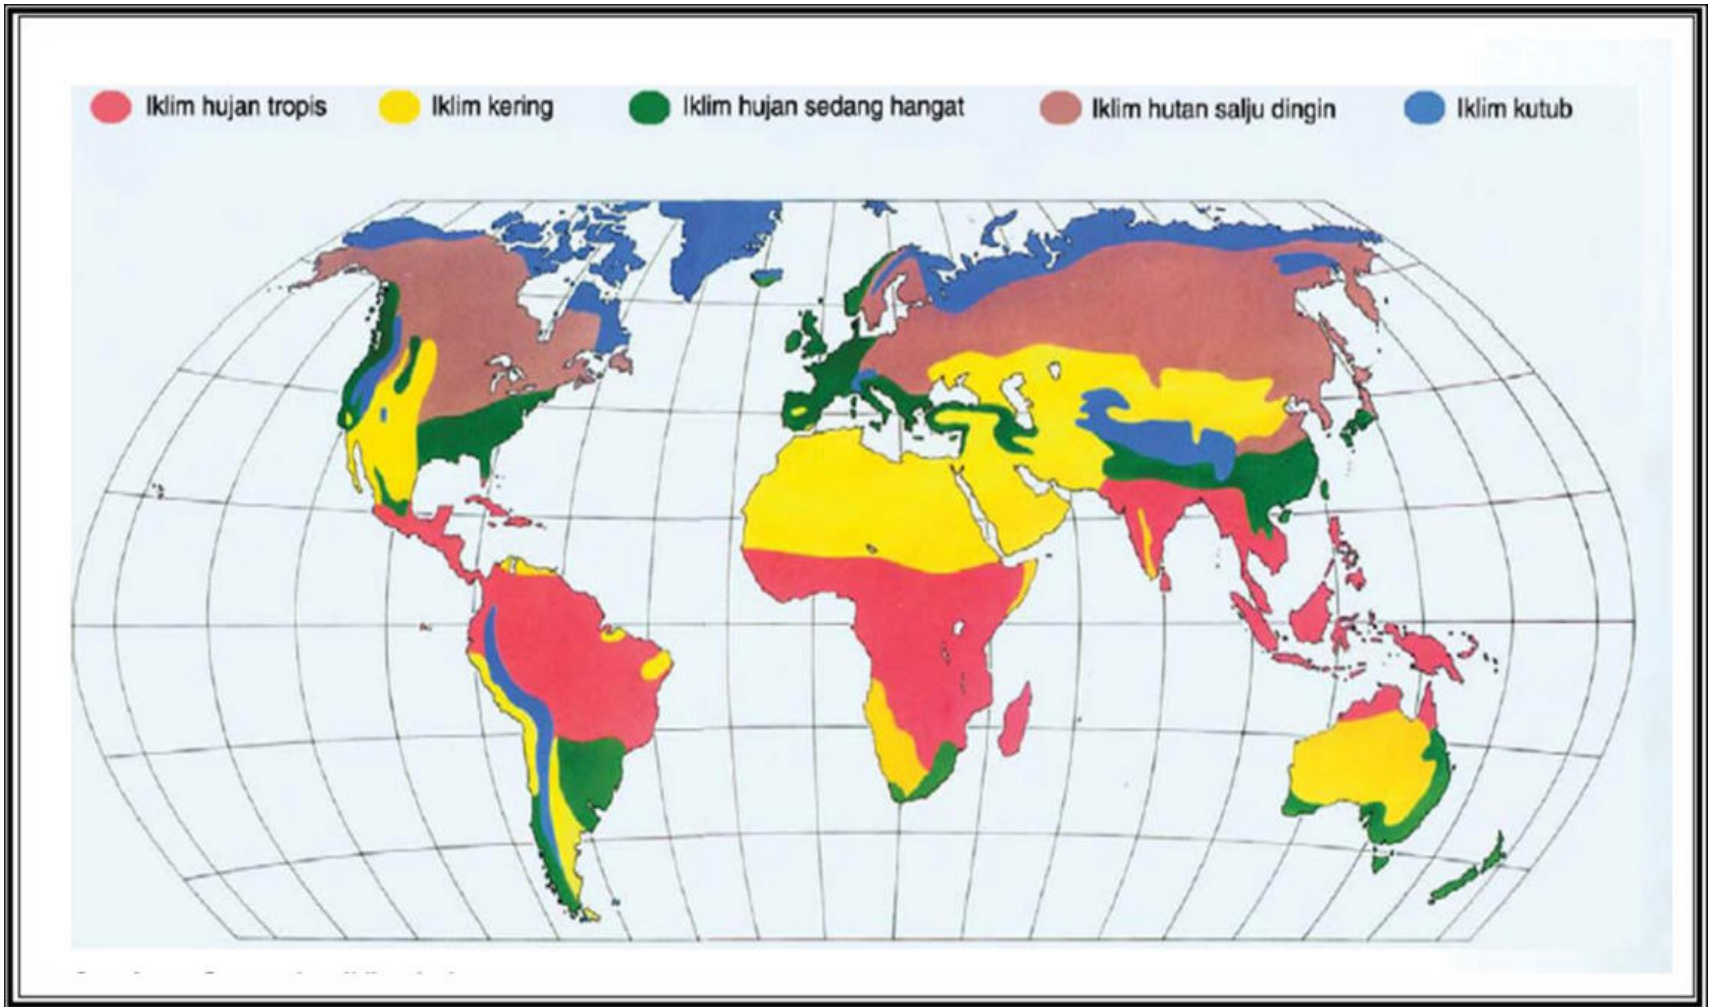 Iklim hujan tropis
Iklim kering
Iklim hujan sedang hangat
Iklim hutan salju dingin
Iklim kutub